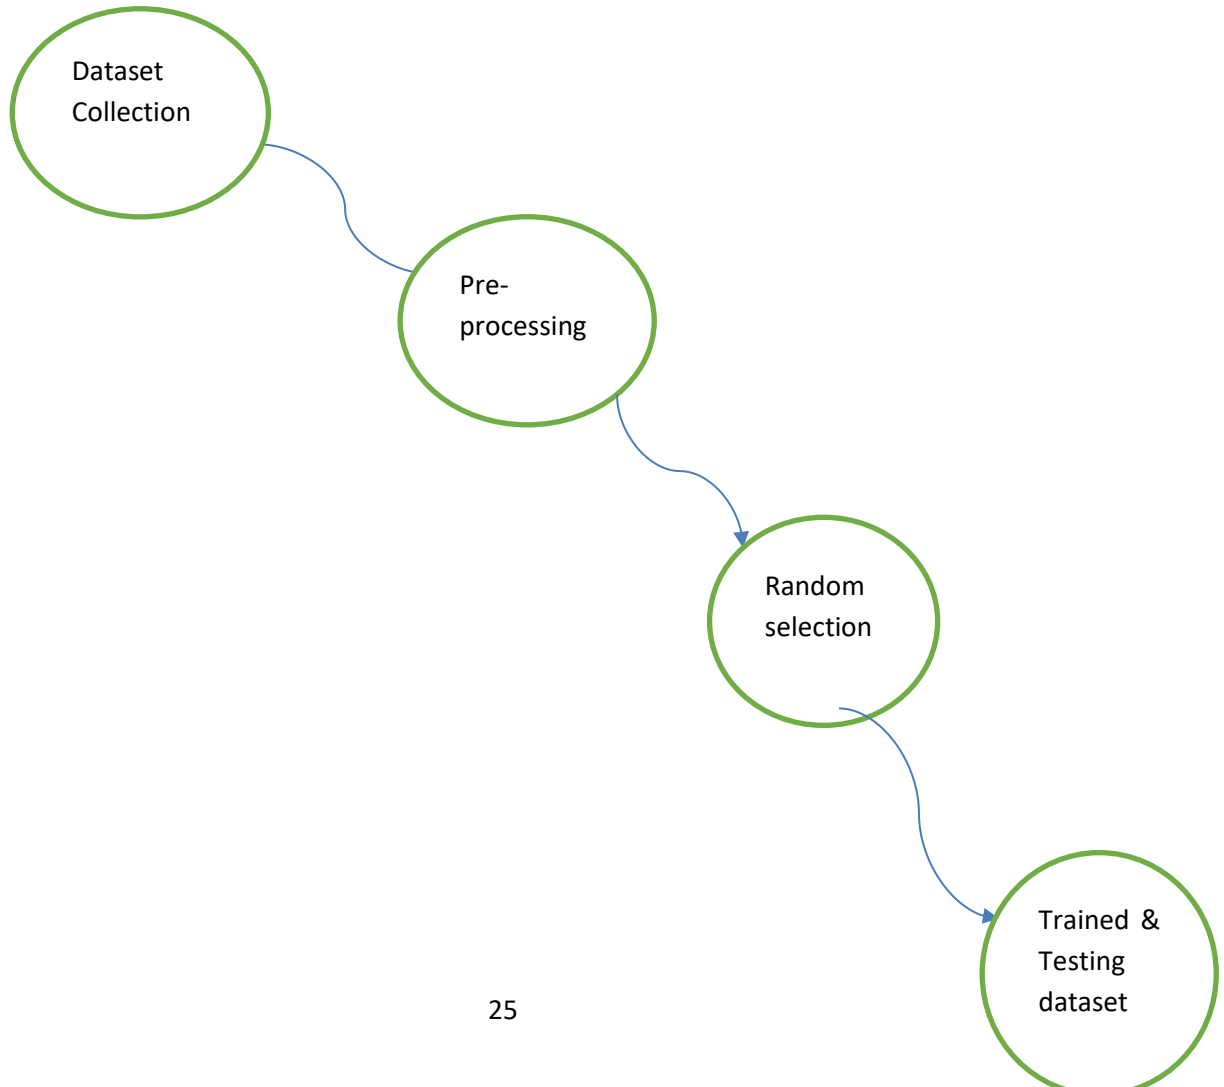 Dataset
Collection
Pre-
processing
Random
selection
Trained &
Testing
dataset
25